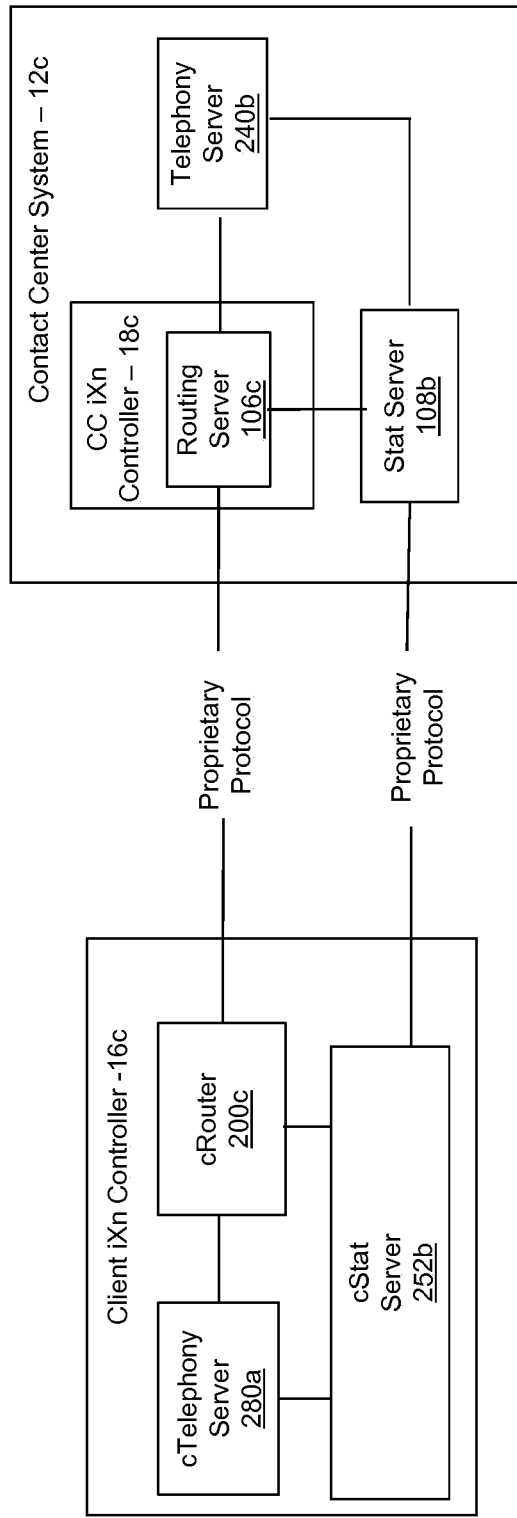 Client iXn Controller -16c
cTelephony
Server
280a
cRouter
200c
cStat
Server
252b
Proprietary
Protocol
Proprietary
Protocol
Contact Center System – 12c
CC iXn
Controller – 18c
Routing
Server
106c
Telephony
Server
240b
Stat Server
108b